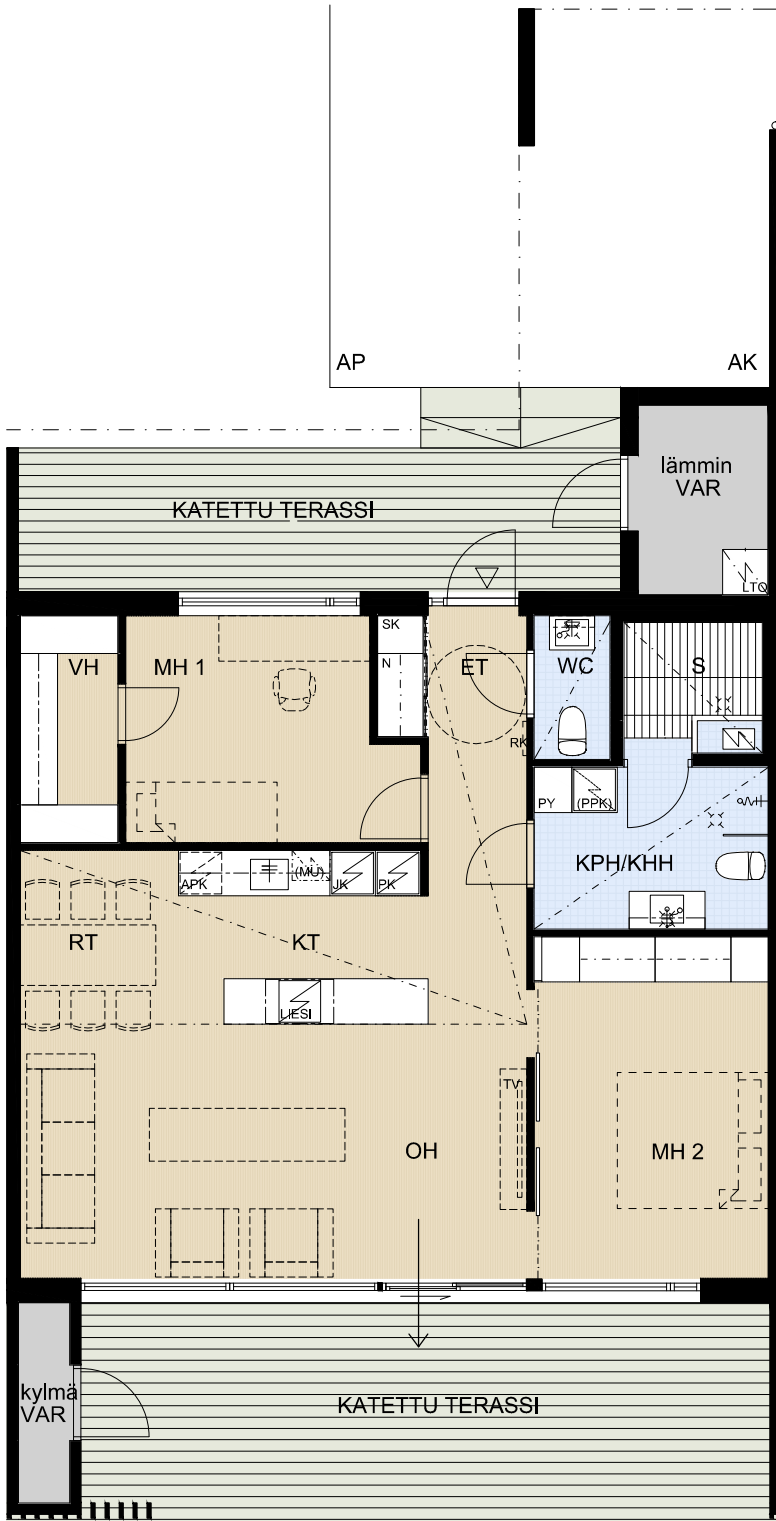 AP
AK
lämmin
VAR
KATETTU TERASSI
LTO
SK
N
VH
MH 1
ET
WC
S
RK
PY
(PPK)
KPH/KHH
APK
(MU)
JK
PK
RT
KT
LIESI
TV
OH
MH 2
kylmä
VAR
KATETTU TERASSI